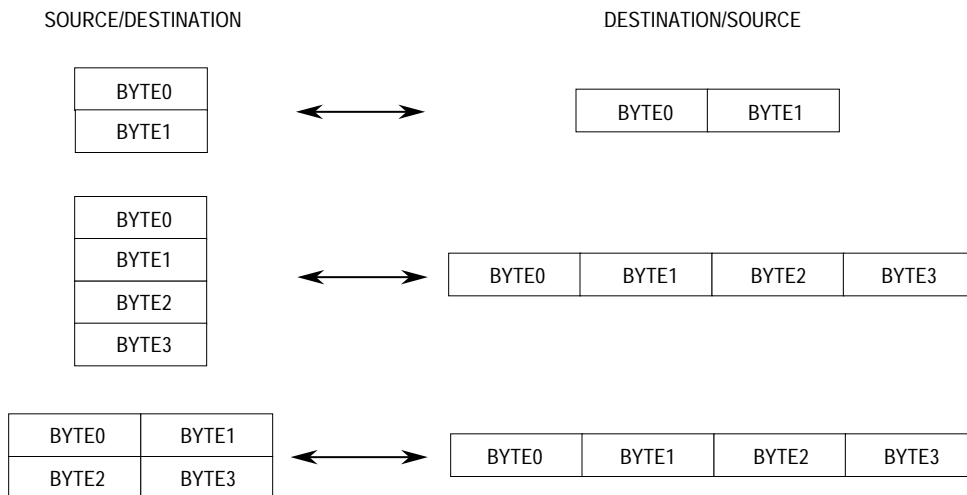 SOURCE/DESTINATION
DESTINATION/SOURCE
BYTE0
BYTE1
BYTE0 BYTE1
BYTE0
BYTE1
BYTE2
BYTE3
BYTE0 BYTE1 BYTE2 BYTE3
BYTE0 BYTE1
BYTE2 BYTE3
BYTE0 BYTE1 BYTE2 BYTE3